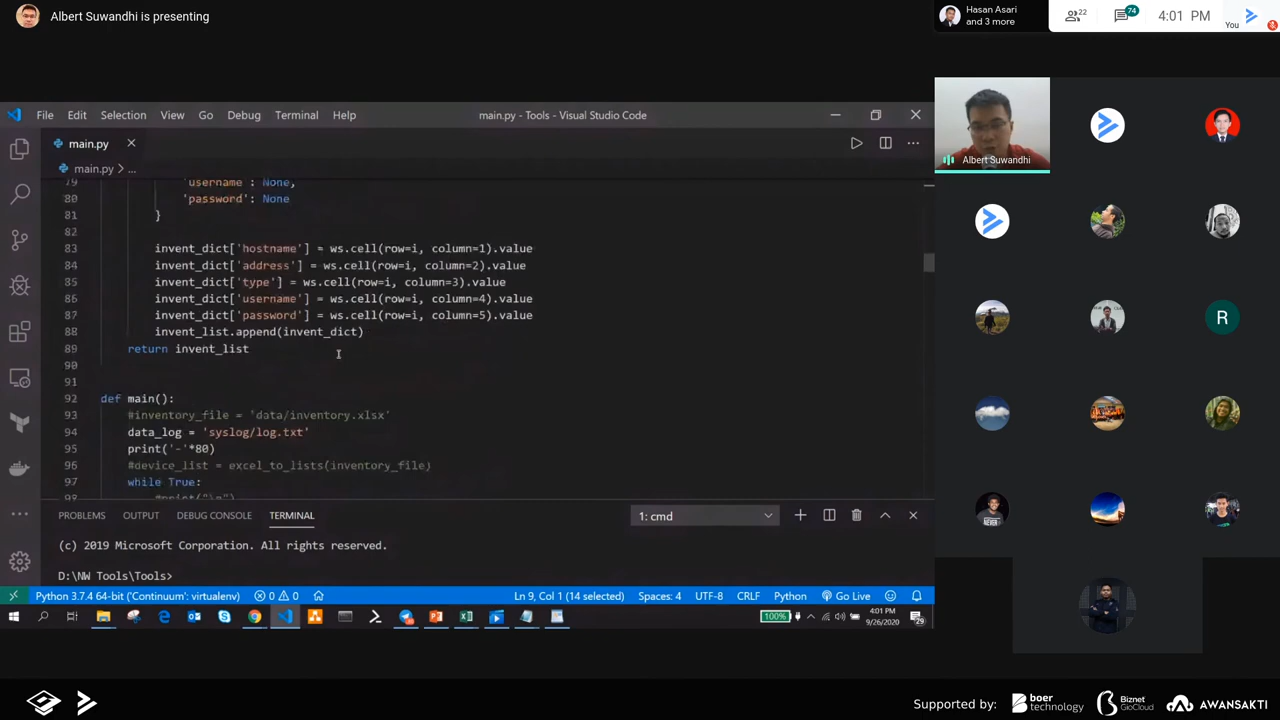 Albert Suwandhi is presenting
Hasan Asari
and 3 more
22
74
4:01 PM
You
File Edit Selection View Go Debug Terminal Help
main.py - Tools - Visual Studio Code
main.py
main.py > ...
79 'username': None,
80 'password': None
81 }
82
83 invent_dict['hostname'] = ws.cell(row=i, column=1).value
84 invent_dict['address'] = ws.cell(row=i, column=2).value
85 invent_dict['type'] = ws.cell(row=i, column=3).value
86 invent_dict['username'] = ws.cell(row=i, column=4).value
87 invent_dict['password'] = ws.cell(row=i, column=5).value
88 invent_list.append(invent_dict)
89 return invent_list
90
91
92 def main():
93 #inventory_file = 'data/inventory.xlsx'
94 data_log = 'syslog/log.txt'
95 print('-'*80)
96 #device_list = excel_to_lists(inventory_file)
97 while True:
98 #print("\n")
PROBLEMS OUTPUT DEBUG CONSOLE TERMINAL
1: cmd
(c) 2019 Microsoft Corporation. All rights reserved.
D:\NW Tools\Tools>
Python 3.7.4 64-bit ('Continuum': virtualenv) 0 0 Ln 9, Col 1 (14 selected) Spaces: 4 UTF-8 CRLF Python Go Live
100%
4:01 PM
9/26/2020
29
Albert Suwandhi
R
Supported by:
boer
technology
Biznet
GioCloud
AWANSAKTI